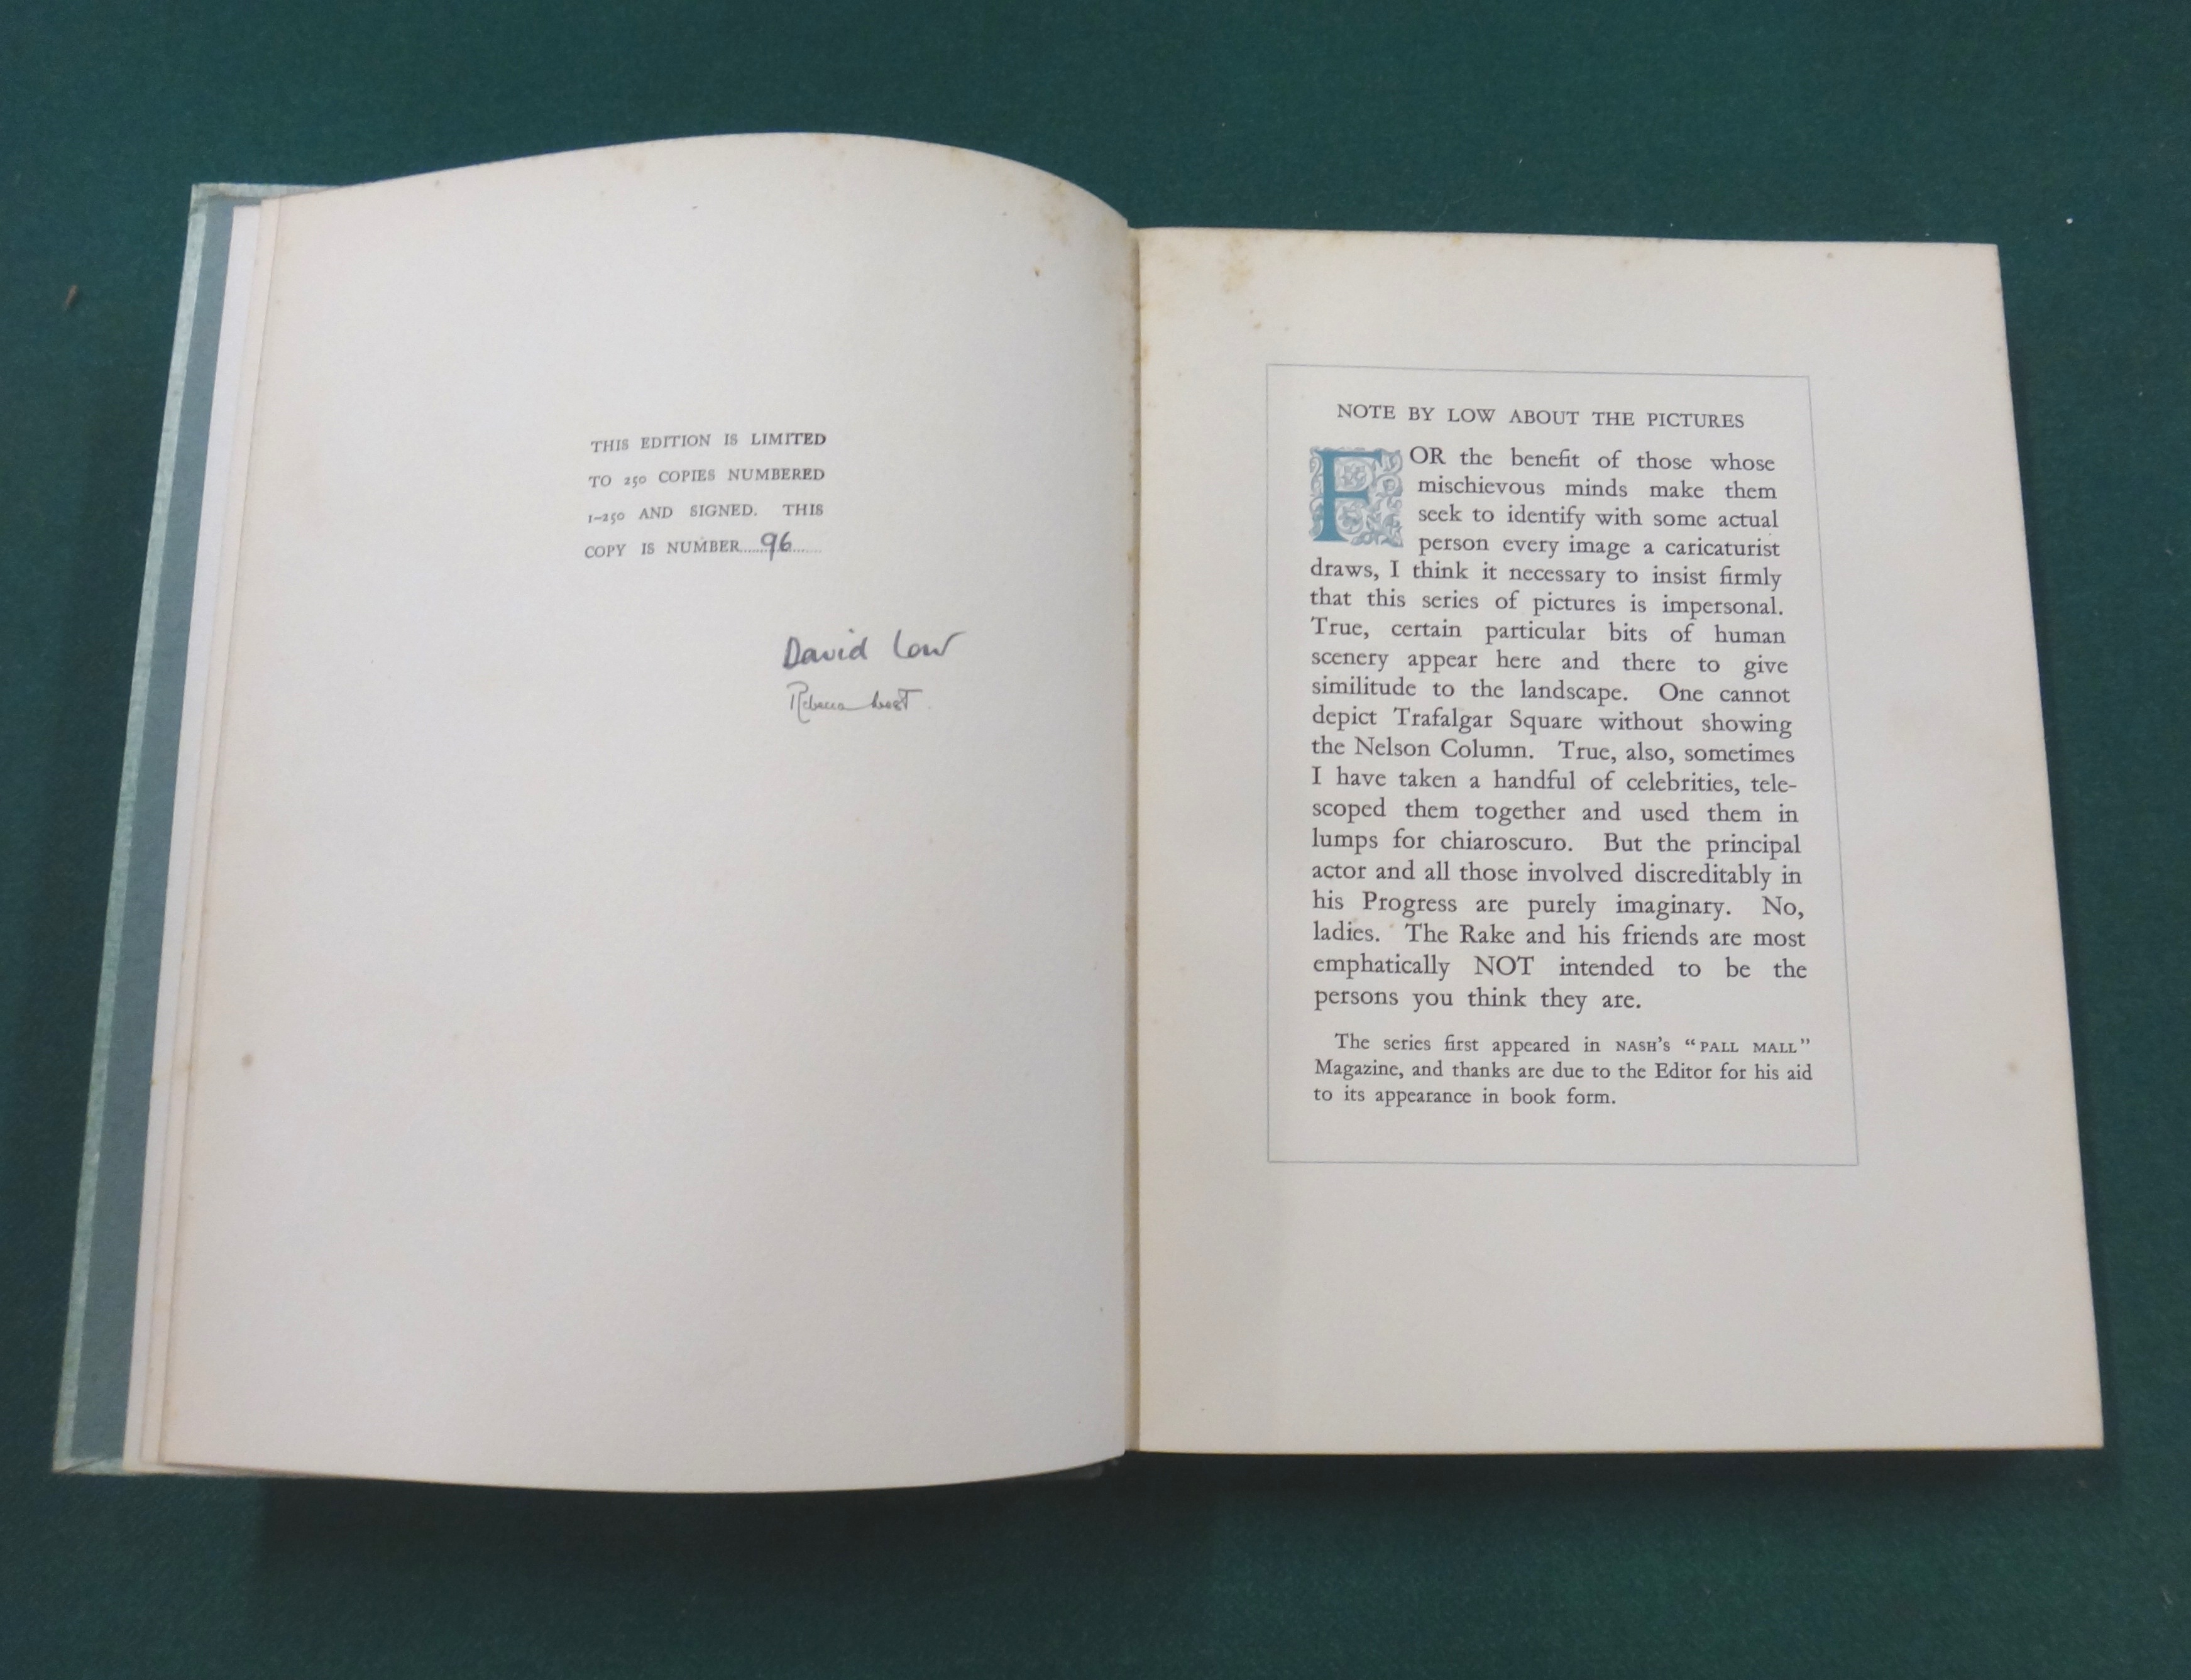 THIS EDITION IS LIMITED
TO 250 COPIES NUMBERED
1–250 AND SIGNED. THIS
COPY IS NUMBER........96......
David Low
Rebecca West.
NOTE BY LOW ABOUT THE PICTURES
FOR the benefit of those whose
mischievous minds make them
seek to identify with some actual
person every image a caricaturist
draws, I think it necessary to insist firmly
that this series of pictures is impersonal.
True, certain particular bits of human
scenery appear here and there to give
similitude to the landscape. One cannot
depict Trafalgar Square without showing
the Nelson Column. True, also, sometimes
I have taken a handful of celebrities, tele-
scoped them together and used them in
lumps for chiaroscuro. But the principal
actor and all those involved discreditably in
his Progress are purely imaginary. No,
ladies. The Rake and his friends are most
emphatically NOT intended to be the
persons you think they are.
The series first appeared in NASH'S “PALL MALL”
Magazine, and thanks are due to the Editor for his aid
to its appearance in book form.